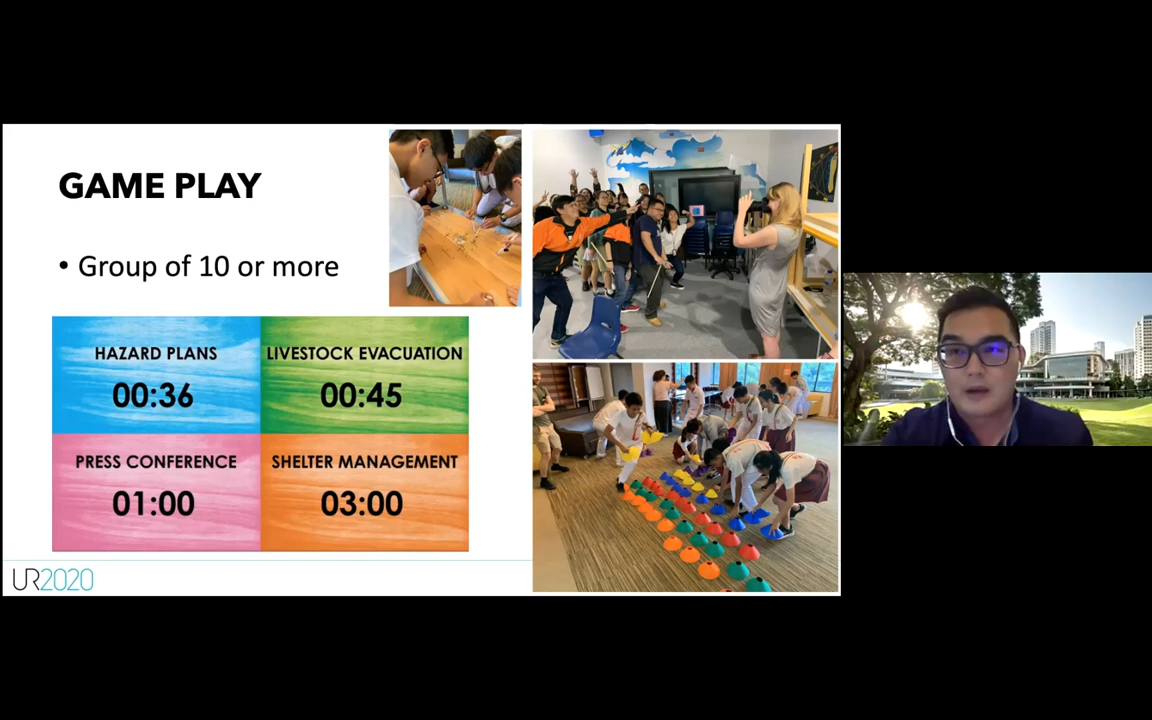 GAME PLAY
• Group of 10 or more
HAZARD PLANS
00:36
LIVESTOCK EVACUATION
00:45
PRESS CONFERENCE
01:00
SHELTER MANAGEMENT
03:00
UR2020